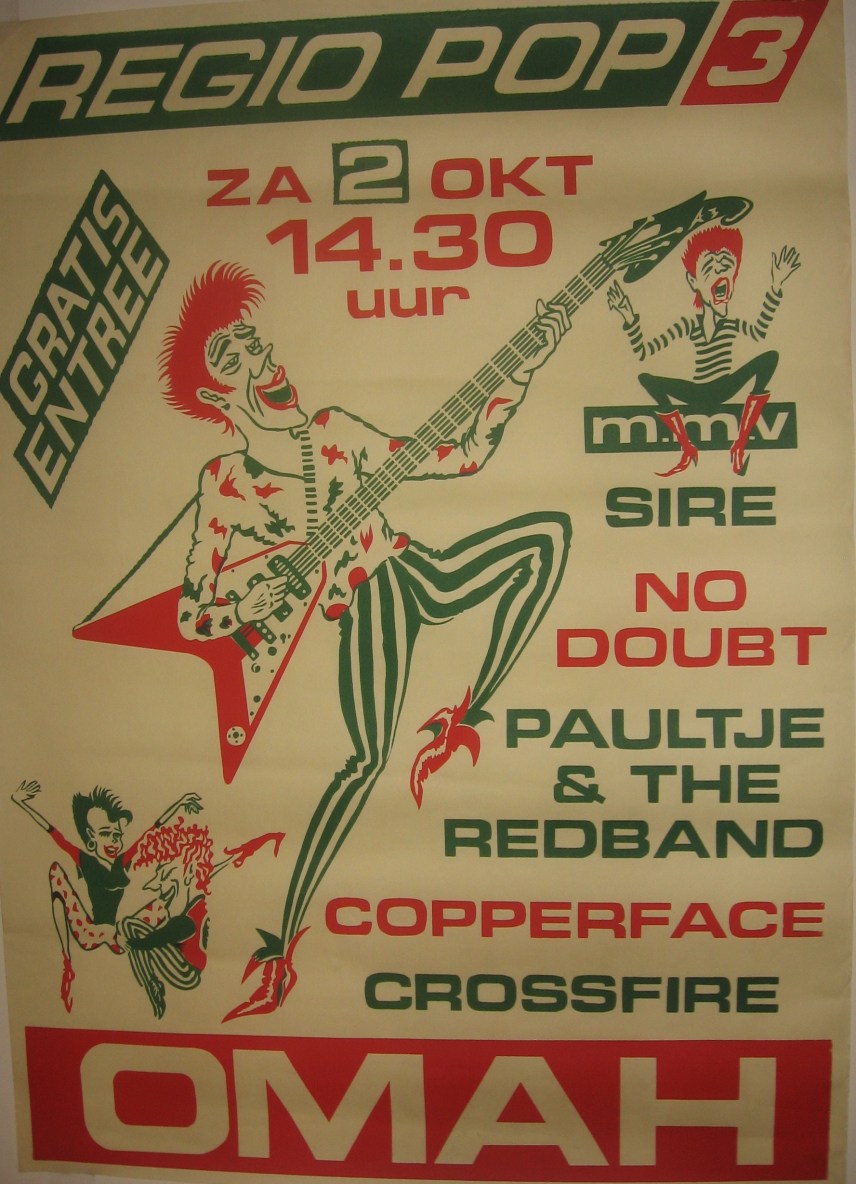 REGIO POP 3
ZA 2 OKT
14.30
uur
GRATIS
ENTREE
m.m.v
SIRE
NO
DOUBT
PAULTJE
& THE
REDBAND
COPPERFACE
CROSSFIRE
OMAH